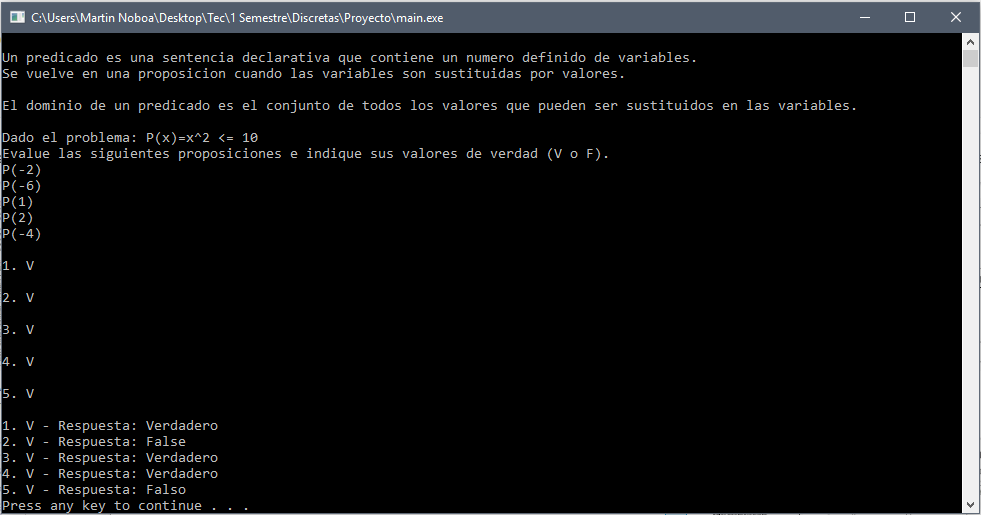 C:\Users\Martin Noboa\Desktop\Tec\1 Semestre\Discretas\Proyecto\main.exe
Un predicado es una sentencia declarativa que contiene un numero definido de variables.
Se vuelve en una proposicion cuando las variables son sustituidas por valores.
El dominio de un predicado es el conjunto de todos los valores que pueden ser sustituidos en las variables.
Dado el problema: P(x)=x^2 <= 10
Evalue las siguientes proposiciones e indique sus valores de verdad (V o F).
P(-2)
P(-6)
P(1)
P(2)
P(-4)
1. V
2. V
3. V
4. V
5. V
1. V - Respuesta: Verdadero
2. V - Respuesta: False
3. V - Respuesta: Verdadero
4. V - Respuesta: Verdadero
5. V - Respuesta: Falso
Press any key to continue . . .